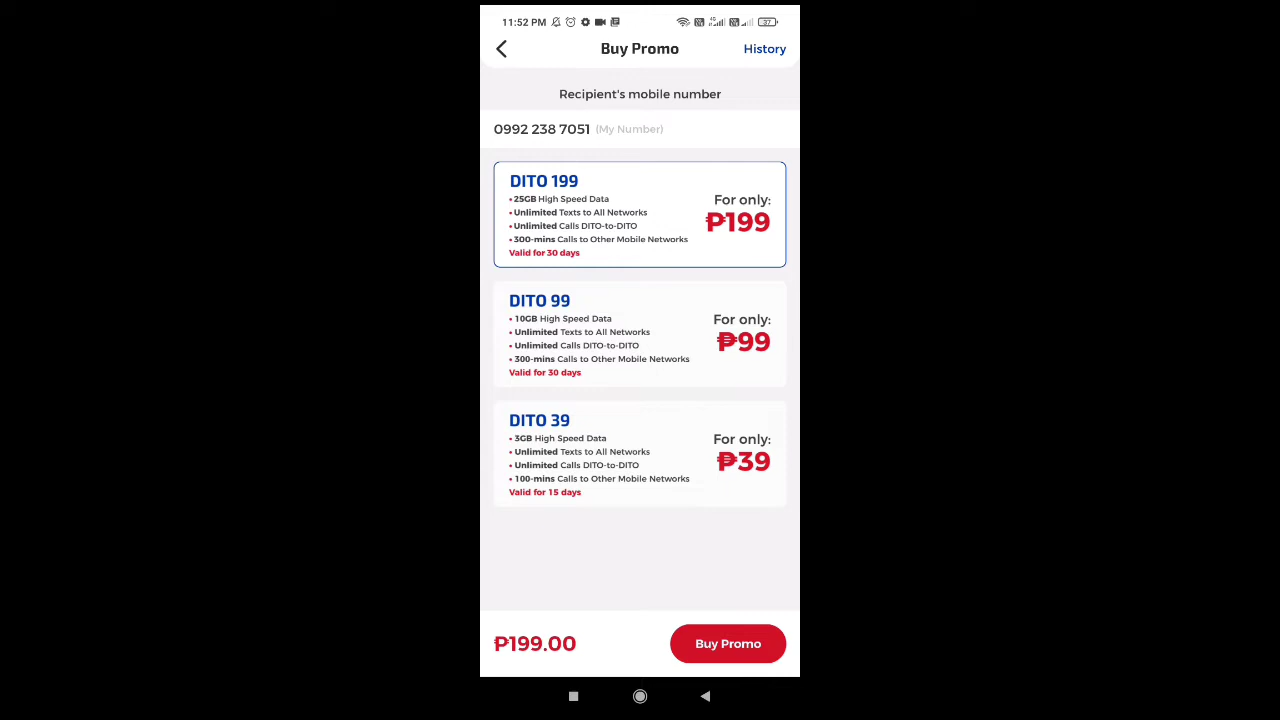 11:52 PM
37
Buy Promo
History
Recipient's mobile number
0992 238 7051 (My Number)
DITO 199
• 25GB High Speed Data
• Unlimited Texts to All Networks
• Unlimited Calls DITO-to-DITO
• 300-mins Calls to Other Mobile Networks
Valid for 30 days
For only:
₱199
DITO 99
• 10GB High Speed Data
• Unlimited Texts to All Networks
• Unlimited Calls DITO-to-DITO
• 300-mins Calls to Other Mobile Networks
Valid for 30 days
For only:
₱99
DITO 39
• 3GB High Speed Data
• Unlimited Texts to All Networks
• Unlimited Calls DITO-to-DITO
• 100-mins Calls to Other Mobile Networks
Valid for 15 days
For only:
₱39
₱199.00
Buy Promo